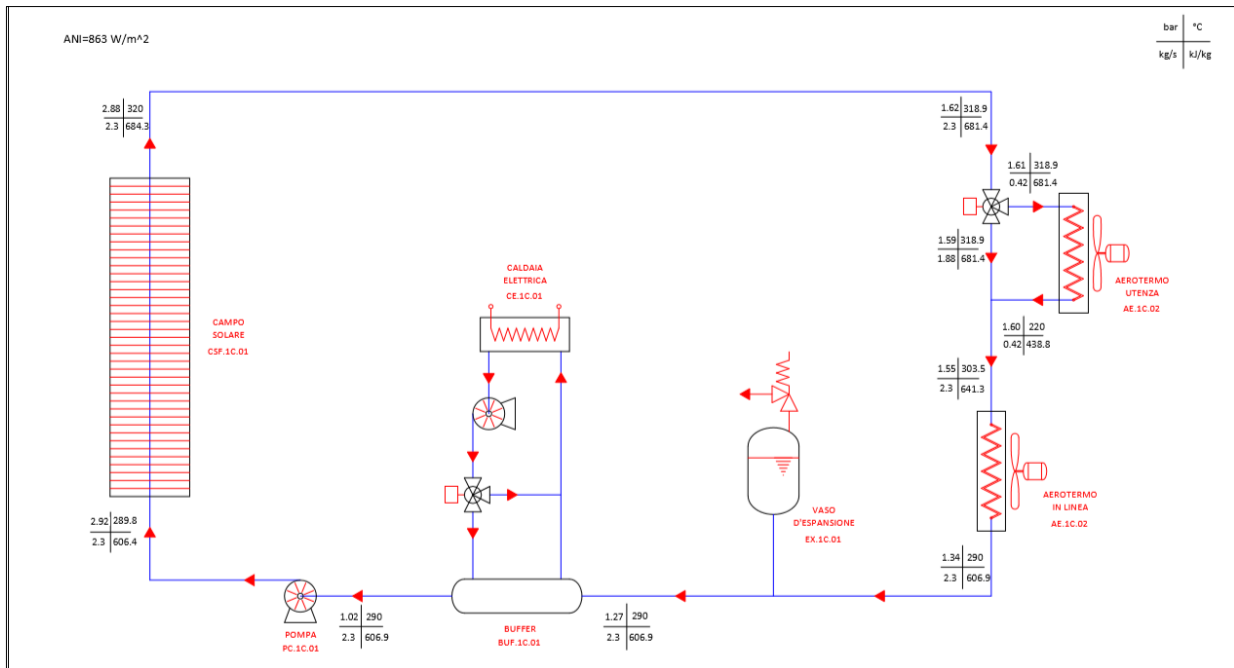 ANI=863 W/m^2
bar °C
kg/s kJ/kg
2.88 320
2.3 684.3
1.62 318.9
2.3 681.4
1.61 318.9
0.42 681.4
1.59 318.9
1.88 681.4
CALDAIA
ELETTRICA
CE.1C.01
AEROTERMO
UTENZA
AE.1C.02
CAMPO
SOLARE
CSF.1C.01
1.60 220
0.42 438.8
1.55 303.5
2.3 641.3
AEROTERMO
IN LINEA
AE.1C.02
VASO
D'ESPANSIONE
EX.1C.01
2.92 289.8
2.3 606.4
1.34 290
2.3 606.9
1.02 290
2.3 606.9
1.27 290
2.3 606.9
POMPA
PC.1C.01
BUFFER
BUF.1C.01